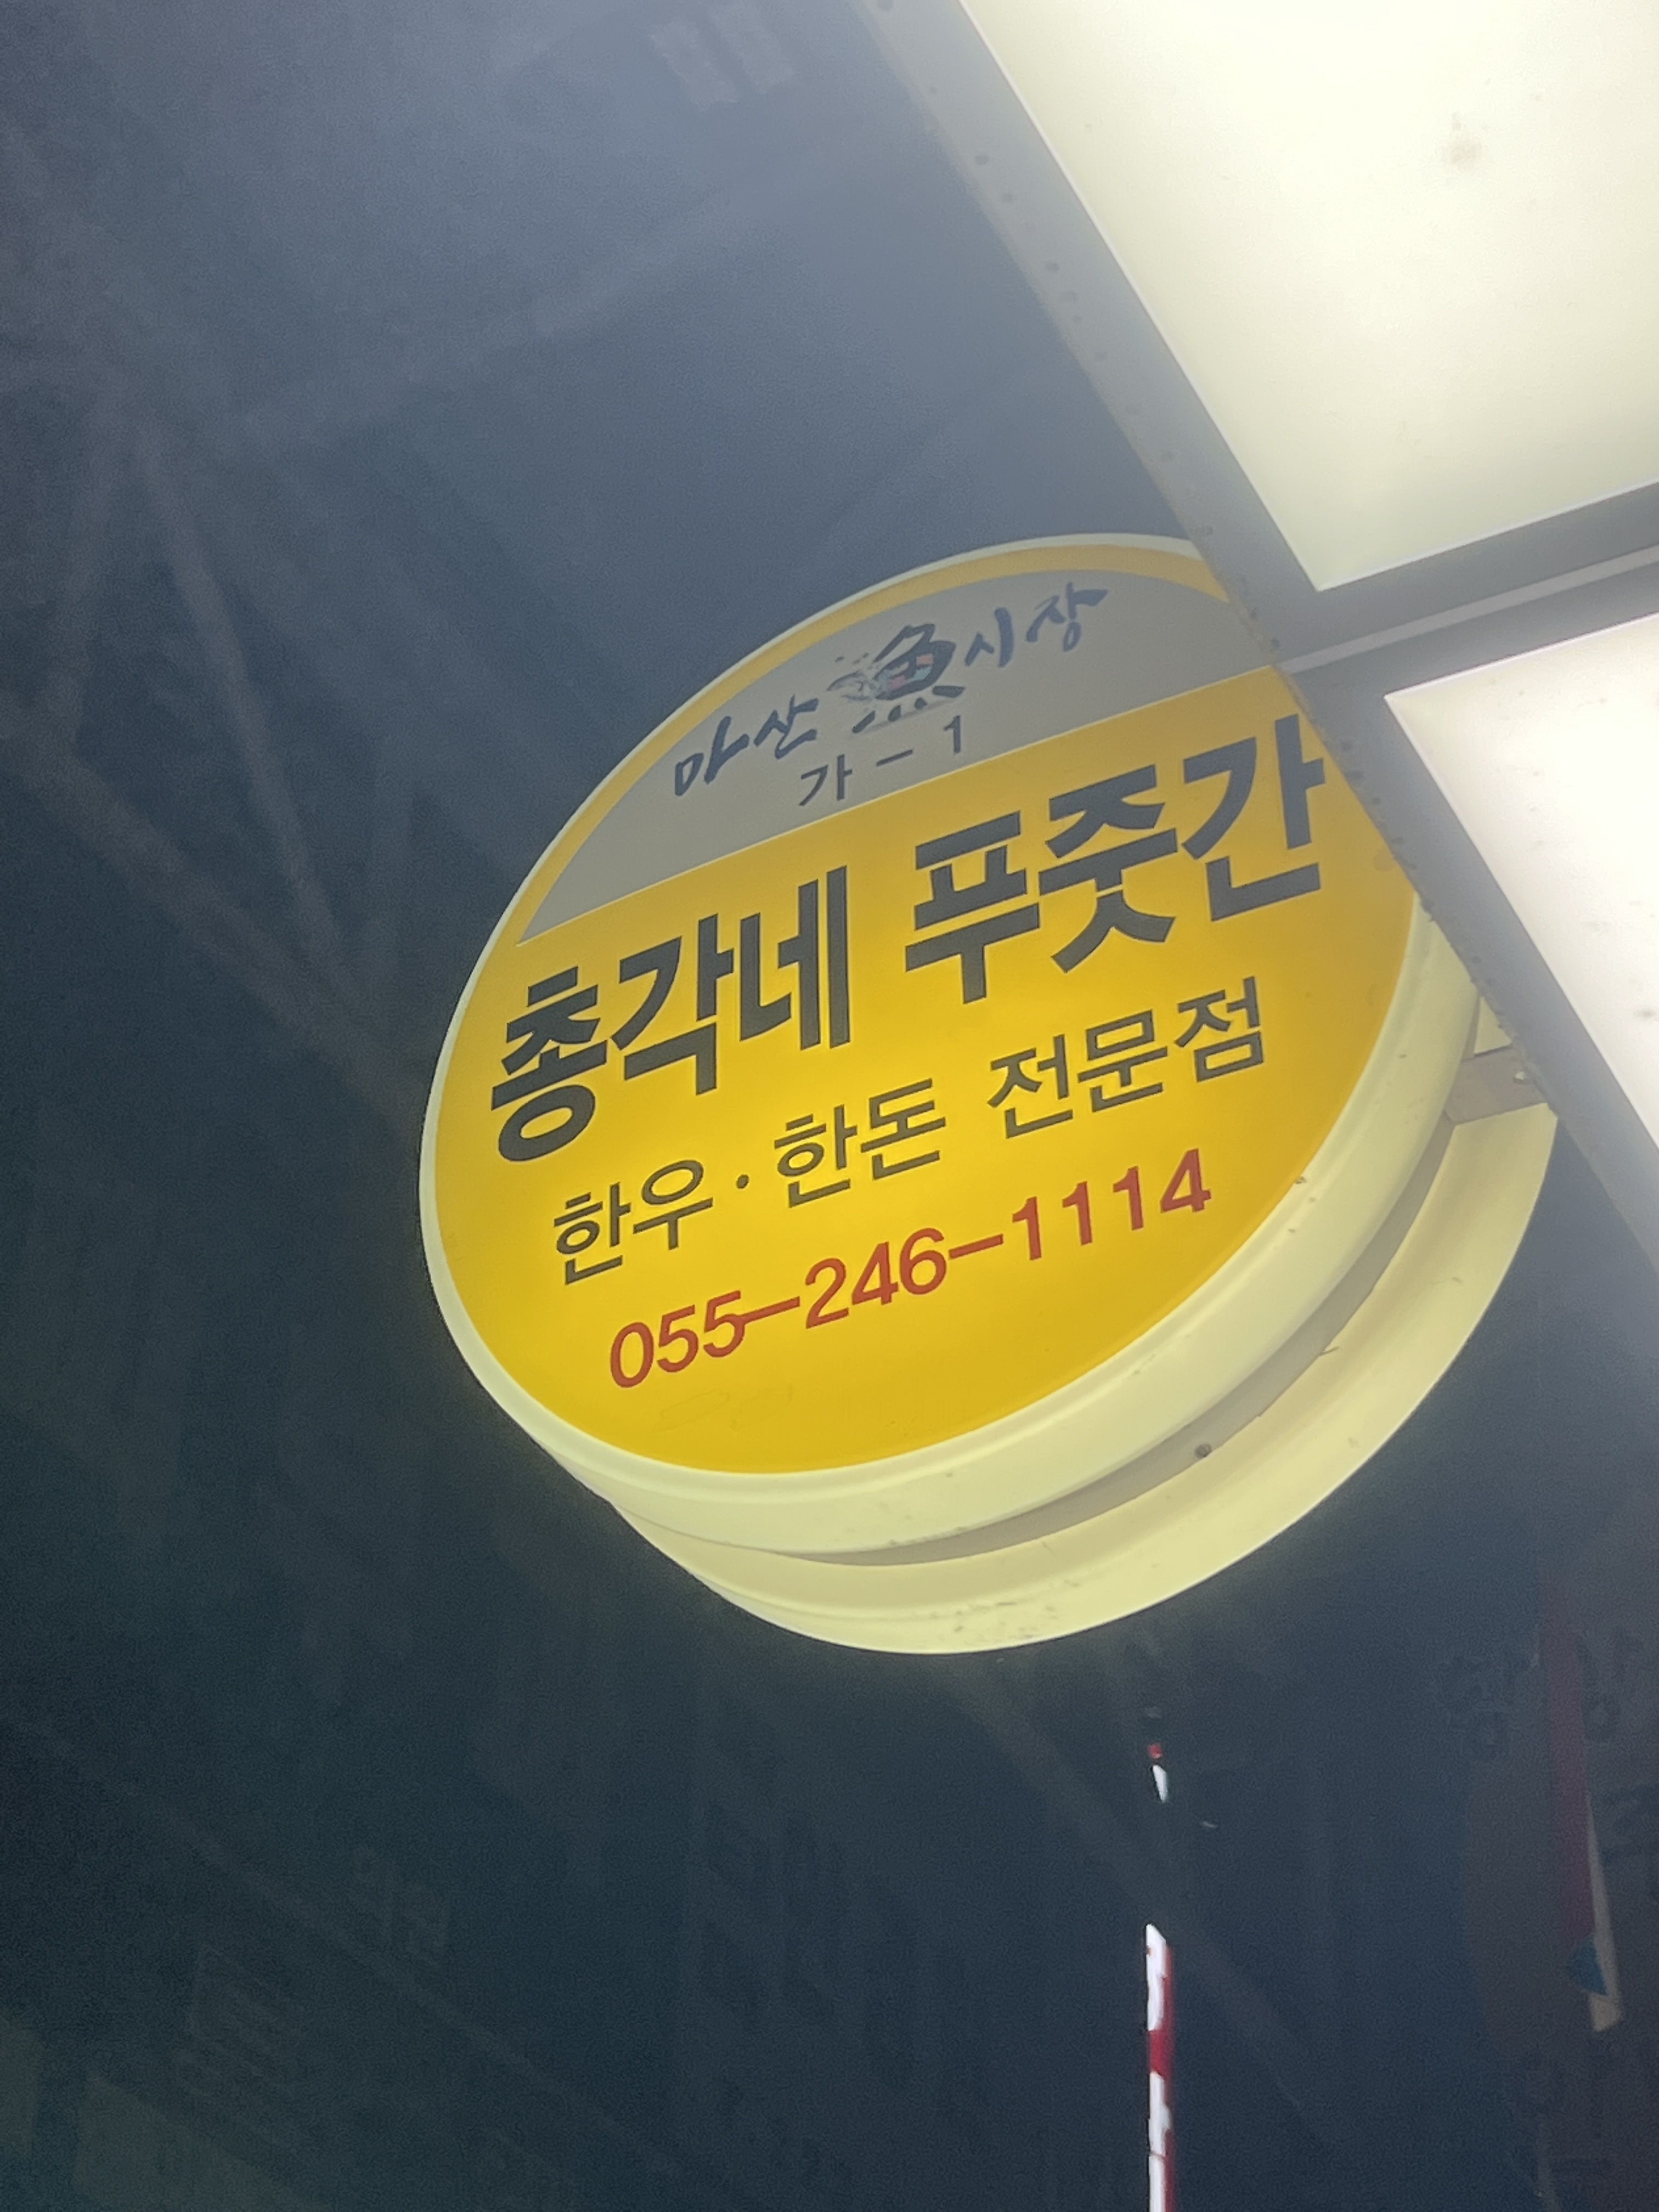 마산 魚시장
가-1
총각네 푸줏간
한우·한돈 전문점
055-246-1114